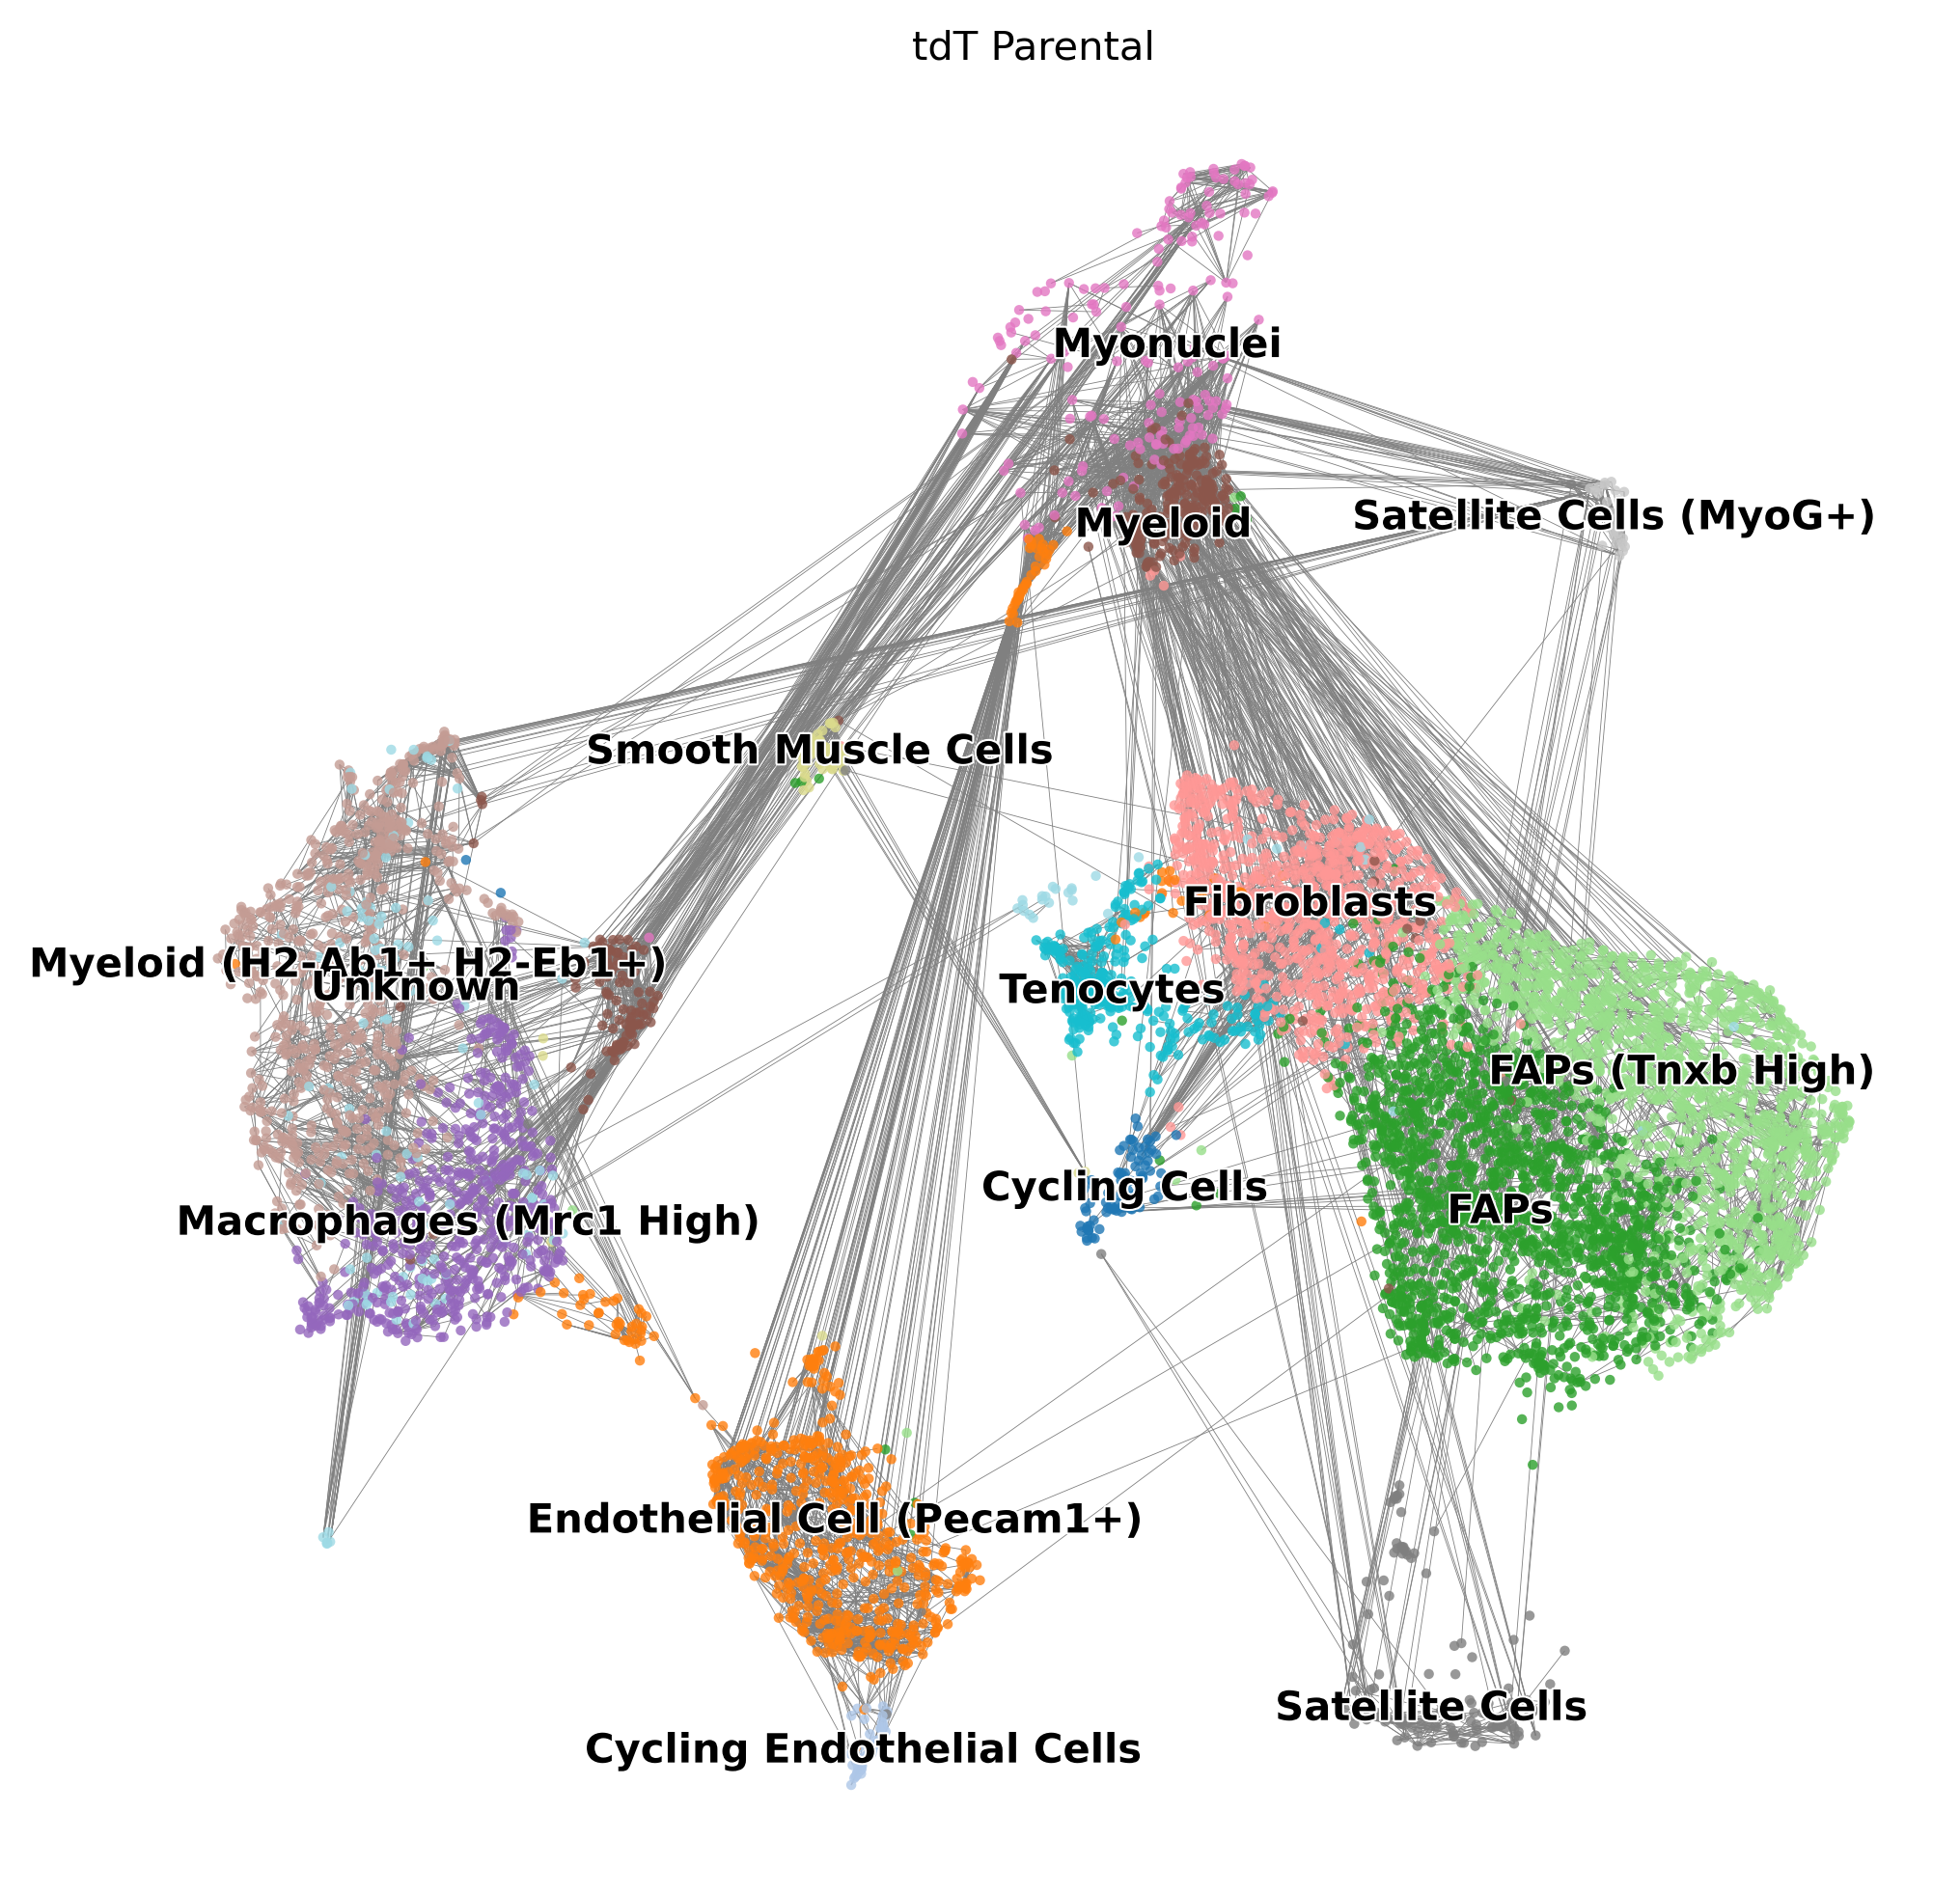 tdT Parental
Myonuclei
Satellite Cells (MyoG+)
Myeloid
Smooth Muscle Cells
Fibroblasts
Myeloid (H2-Ab1+ H2-Eb1+)
Unknown
Tenocytes
FAPs (Tnxb High)
Cycling Cells
FAPs
Macrophages (Mrc1 High)
Endothelial Cell (Pecam1+)
Satellite Cells
Cycling Endothelial Cells